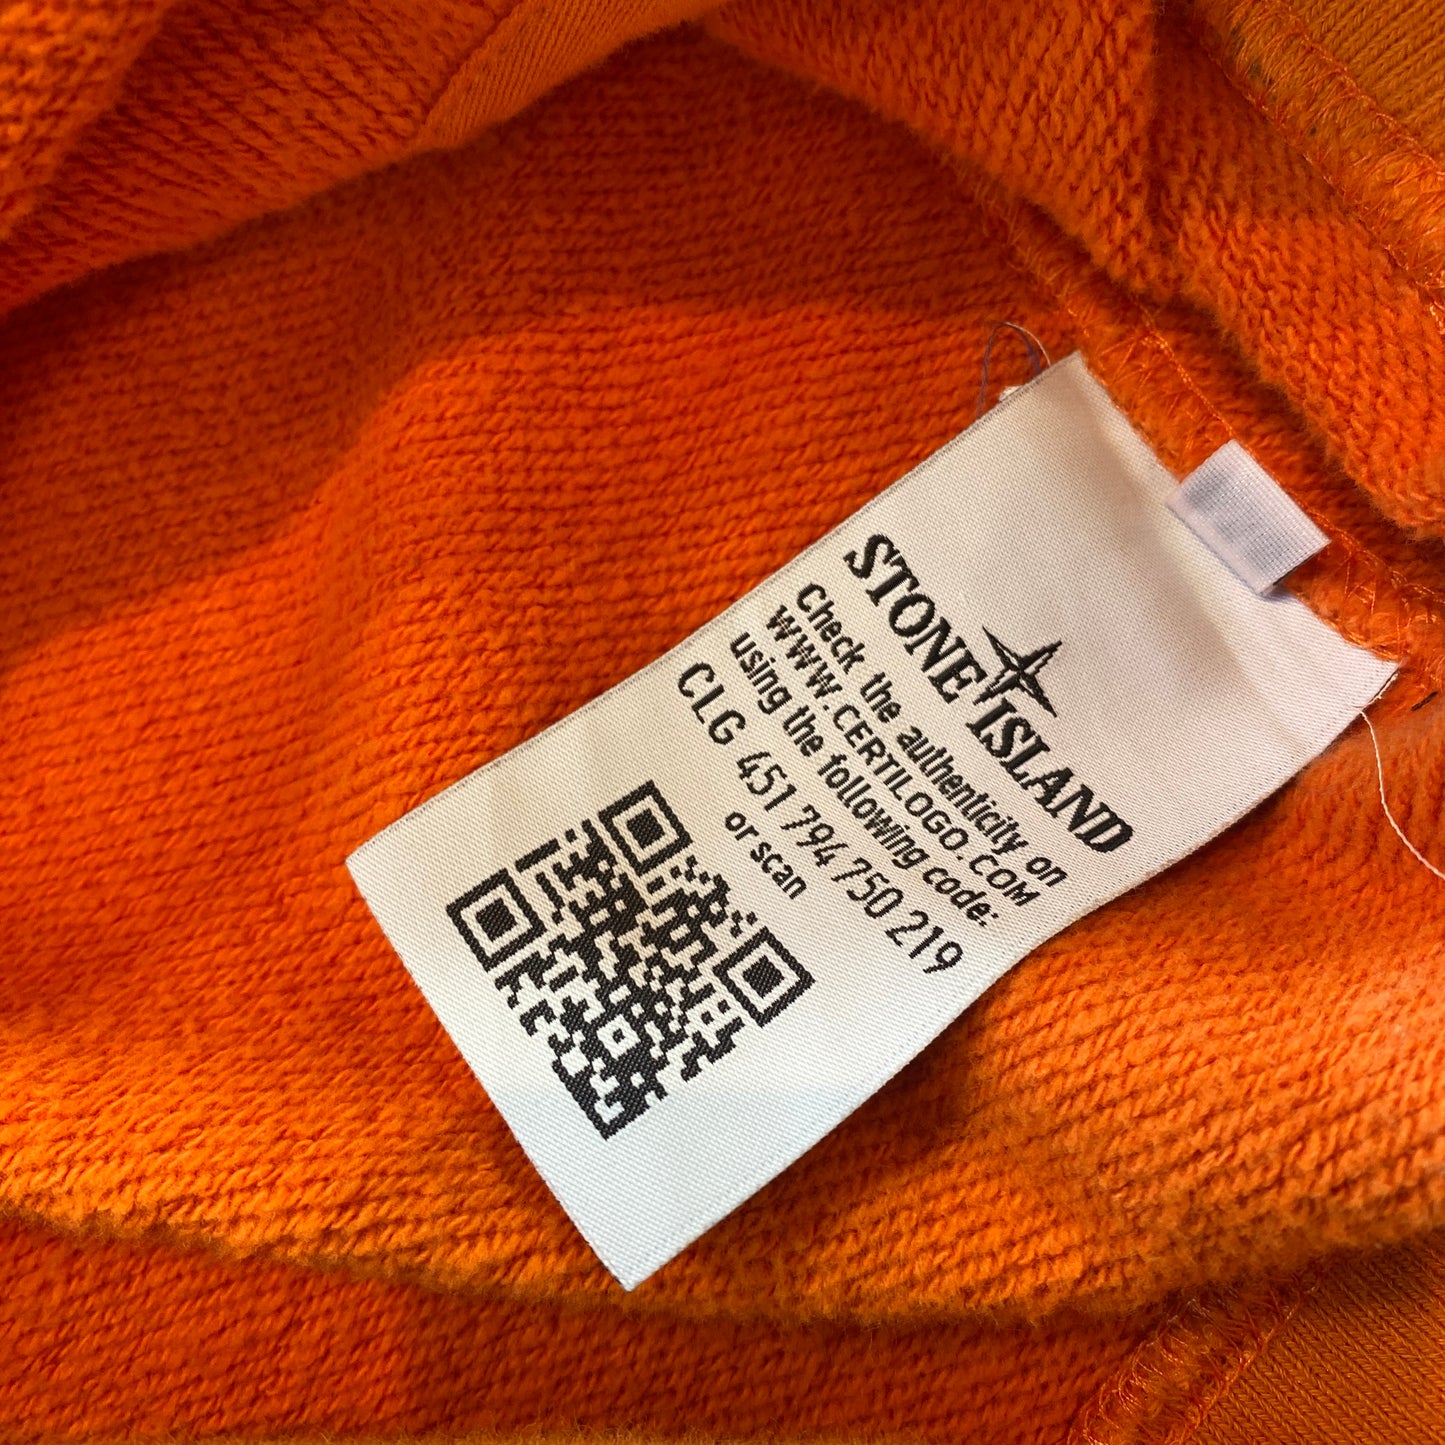 STONE ISLAND
Check the authenticity on
WWW.CERTILOGO.COM
using the following code:
CLG 451 794 750 219
or scan